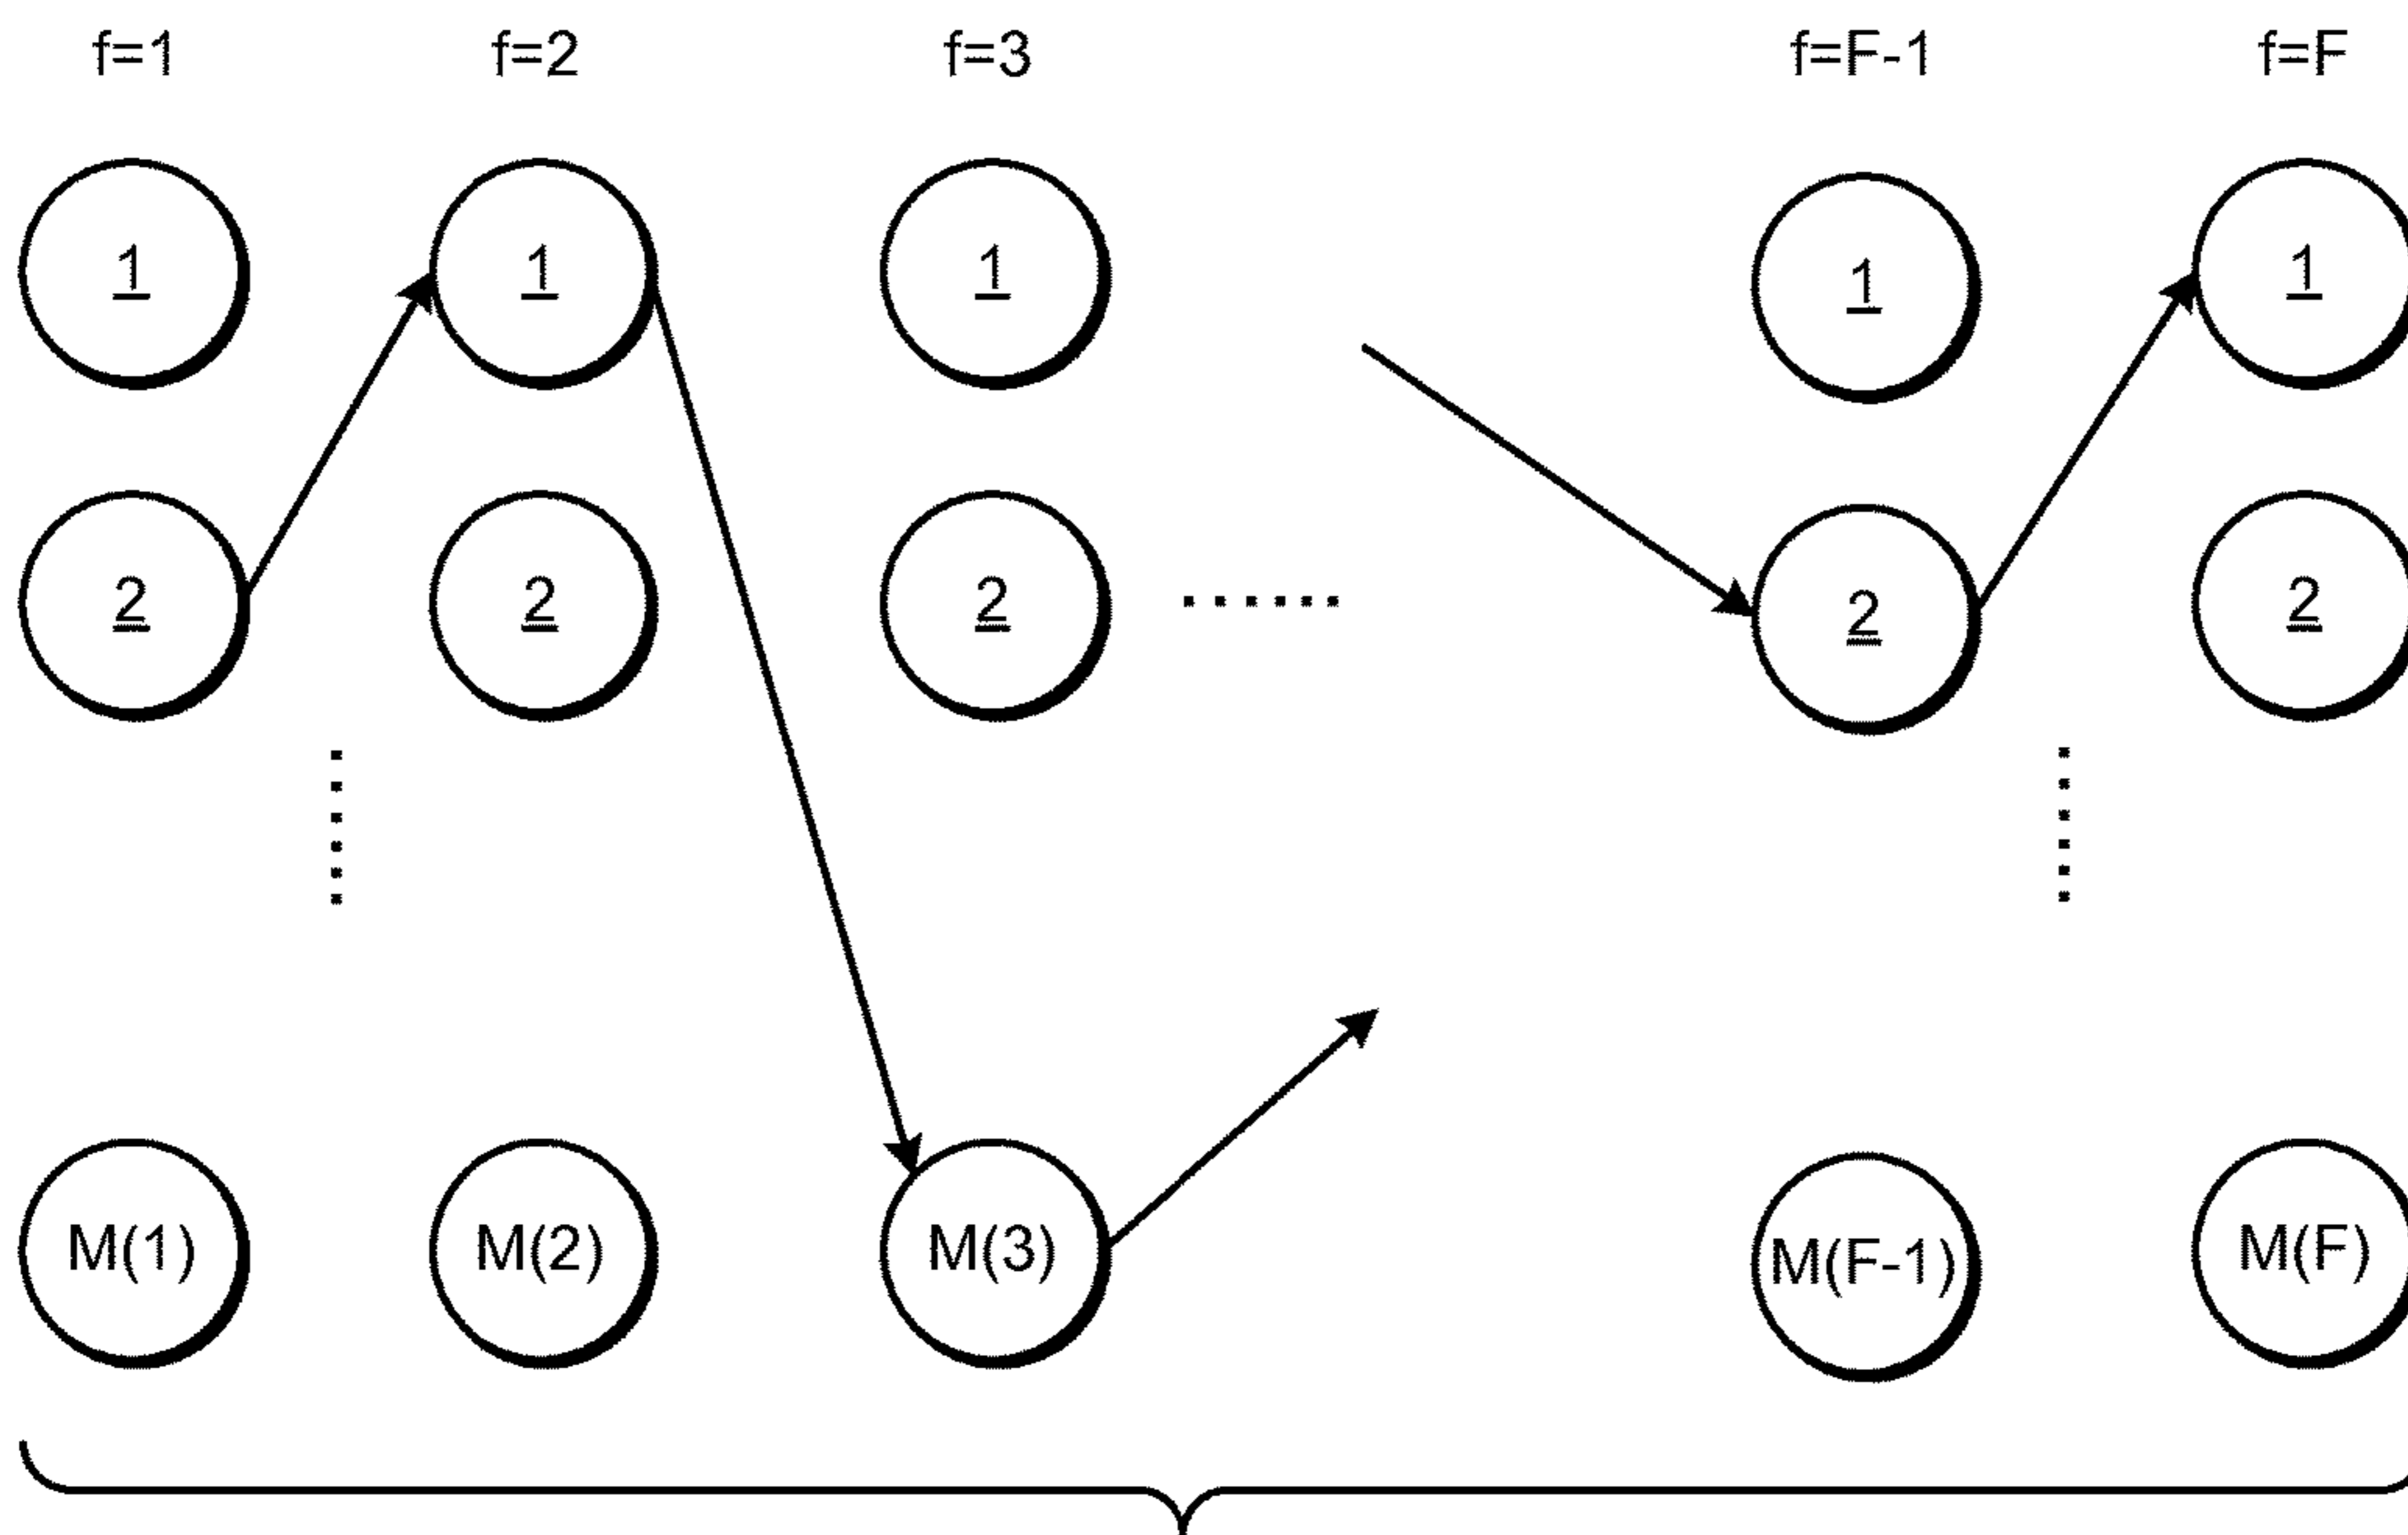 f=1 f=2 f=3 f=F-1 f=F
1 1 1 1 1
2 2 2 2 2
M(1) M(2) M(3) M(F-1) M(F)